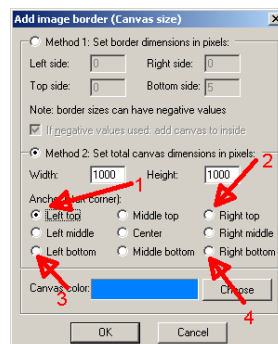 Add image border (Canvas size)
Method 1: Set border dimensions in pixels:
Left side: 0 Right side: 0
Top side: 0 Bottom side: 5
Note: border sizes can have negative values
If negative values used: add canvas to inside
Method 2: Set total canvas dimensions in pixels:
Width: 1000 Height: 1000
1
2
corner):
Left top Middle top Right top
Left middle Center Right middle
Left bottom Middle bottom Right bottom
3
4
Canvas color: Choose
OK Cancel